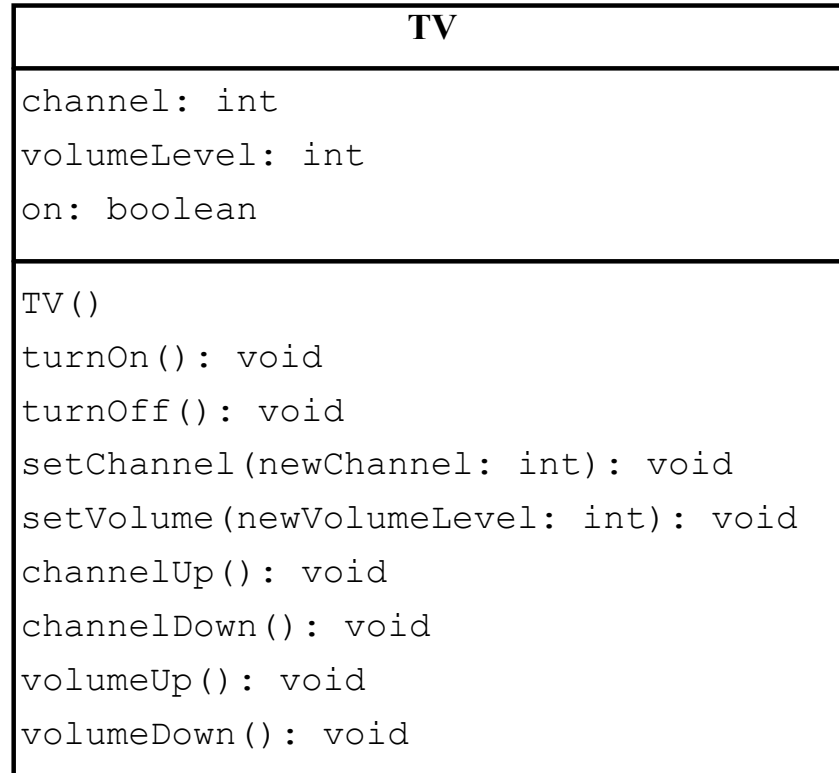 TV
channel: int
volumeLevel: int
on: boolean
TV()
turnOn(): void
turnOff(): void
setChannel(newChannel: int): void
setVolume(newVolumeLevel: int): void
channelUp(): void
channelDown(): void
volumeUp(): void
volumeDown(): void